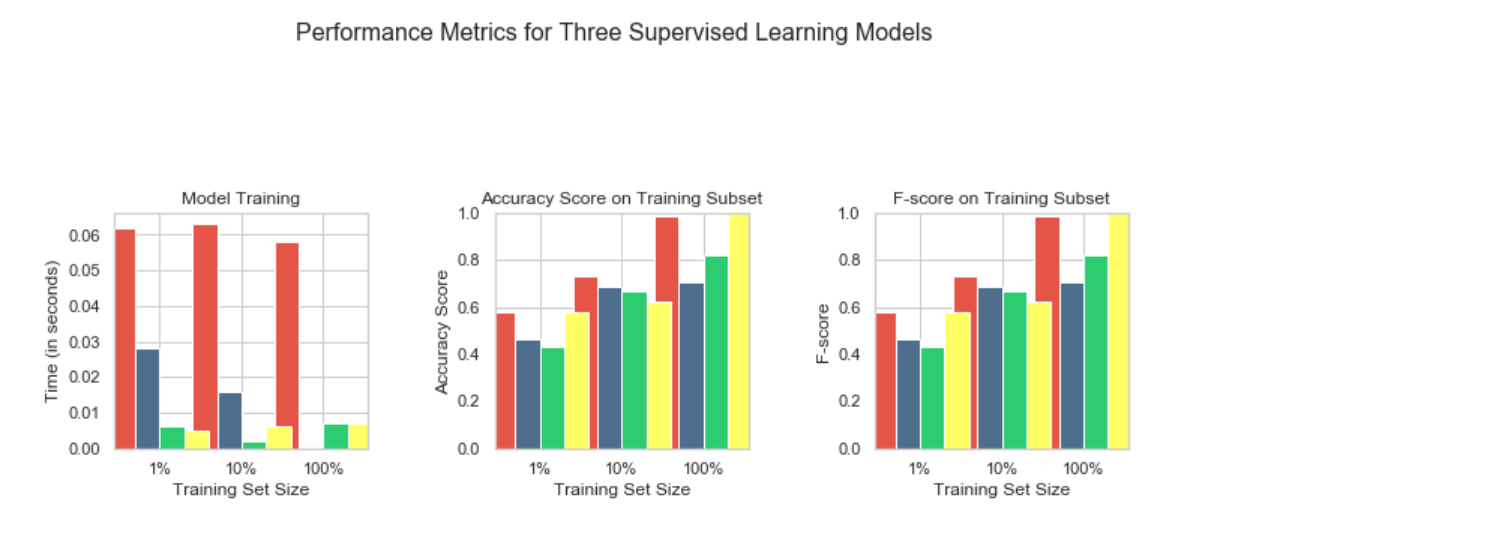 Performance Metrics for Three Supervised Learning Models
Model Training
Time (in seconds)
0.06
0.05
0.04
0.03
0.02
0.01
0.00
1% 10% 100%
Training Set Size
Accuracy Score on Training Subset
Accuracy Score
1.0
0.8
0.6
0.4
0.2
0.0
1% 10% 100%
Training Set Size
F-score on Training Subset
F-score
1.0
0.8
0.6
0.4
0.2
0.0
1% 10% 100%
Training Set Size